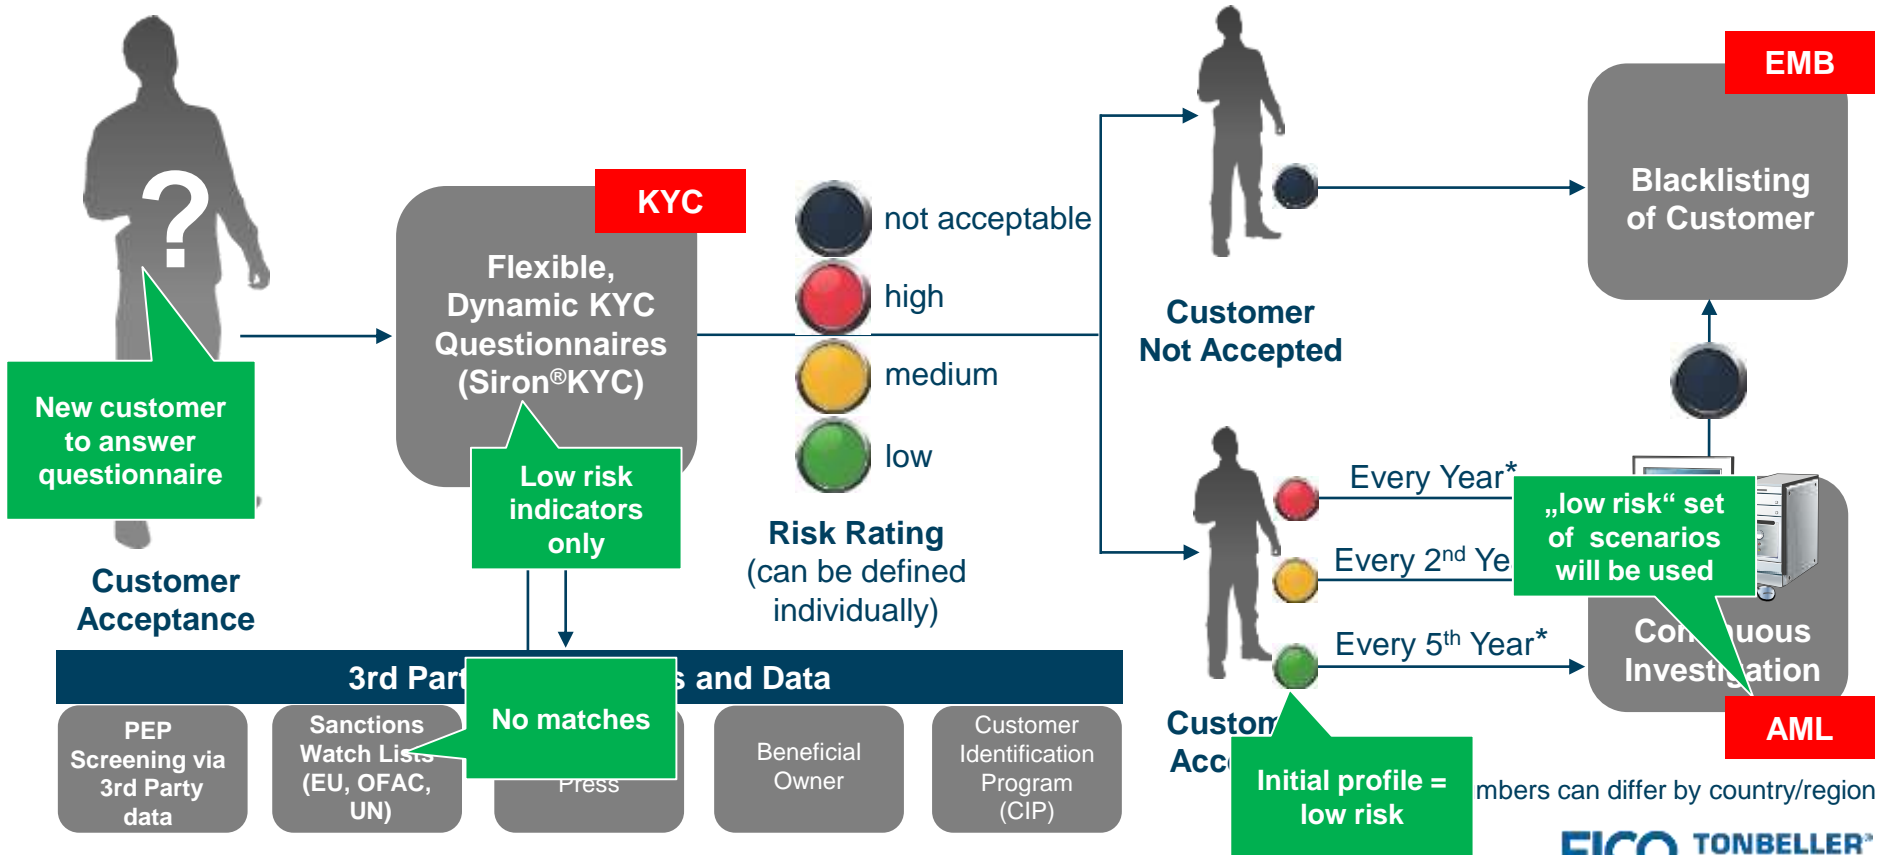 ?
New customer
to answer
questionnaire
Customer
Acceptance
KYC
Flexible,
Dynamic KYC
Questionnaires
(Siron®KYC)
Low risk
indicators
only
not acceptable
high
medium
low
Risk Rating
(can be defined
individually)
3rd Part
s and Data
No matches
PEP
Screening via
3rd Party
data
Sanctions
Watch Lists
(EU, OFAC,
UN)
Press
Beneficial
Owner
Customer
Identification
Program
(CIP)
Customer
Not Accepted
EMB
Blacklisting
of Customer
Every Year*
Every 2nd Ye
Every 5th Year*
„low risk“ set
of scenarios
will be used
Investigation
AML
Initial profile =
low risk
mbers can differ by country/region
FICO TONBELLER®